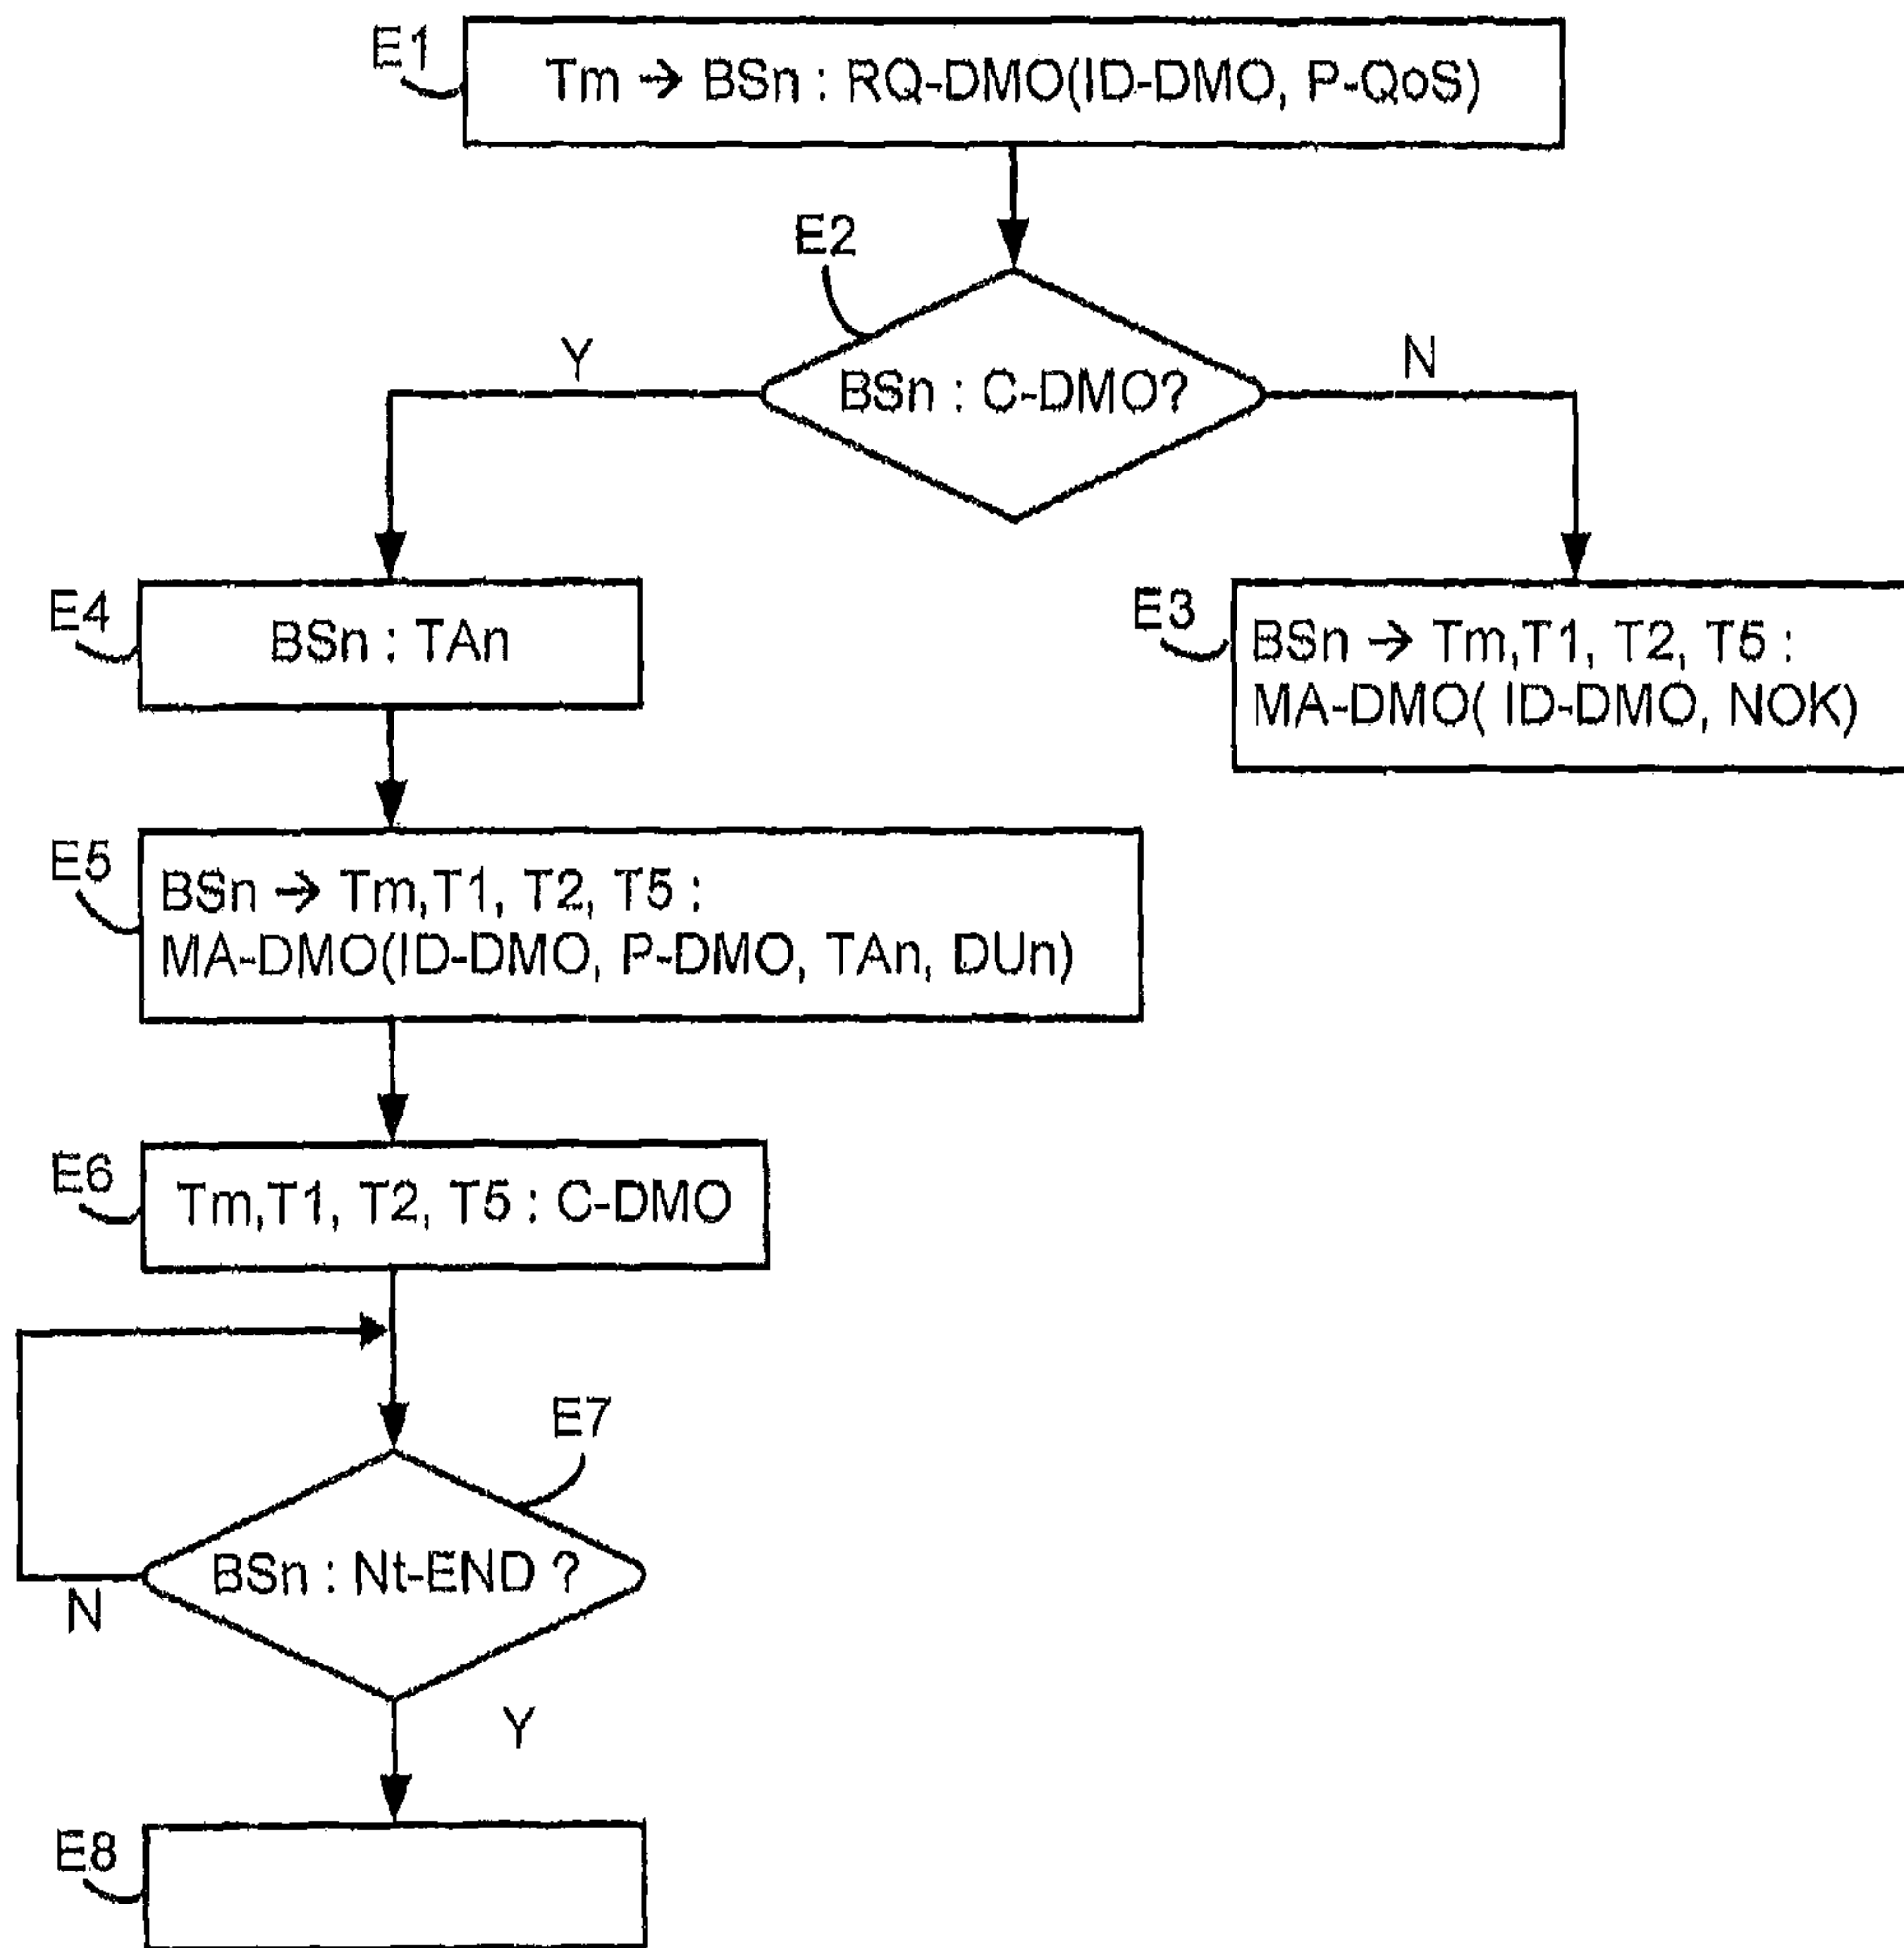 E1
Tm → BSn : RQ-DMO(ID-DMO, P-QoS)
E2
Y
N
BSn : C-DMO?
E4
BSn : TAn
E3
BSn → Tm,T1, T2, T5 :
MA-DMO( ID-DMO, NOK)
E5
BSn → Tm,T1, T2, T5 :
MA-DMO(ID-DMO, P-DMO, TAn, DUn)
E6
Tm,T1, T2, T5 : C-DMO
E7
BSn : Nt-END ?
N
Y
E8